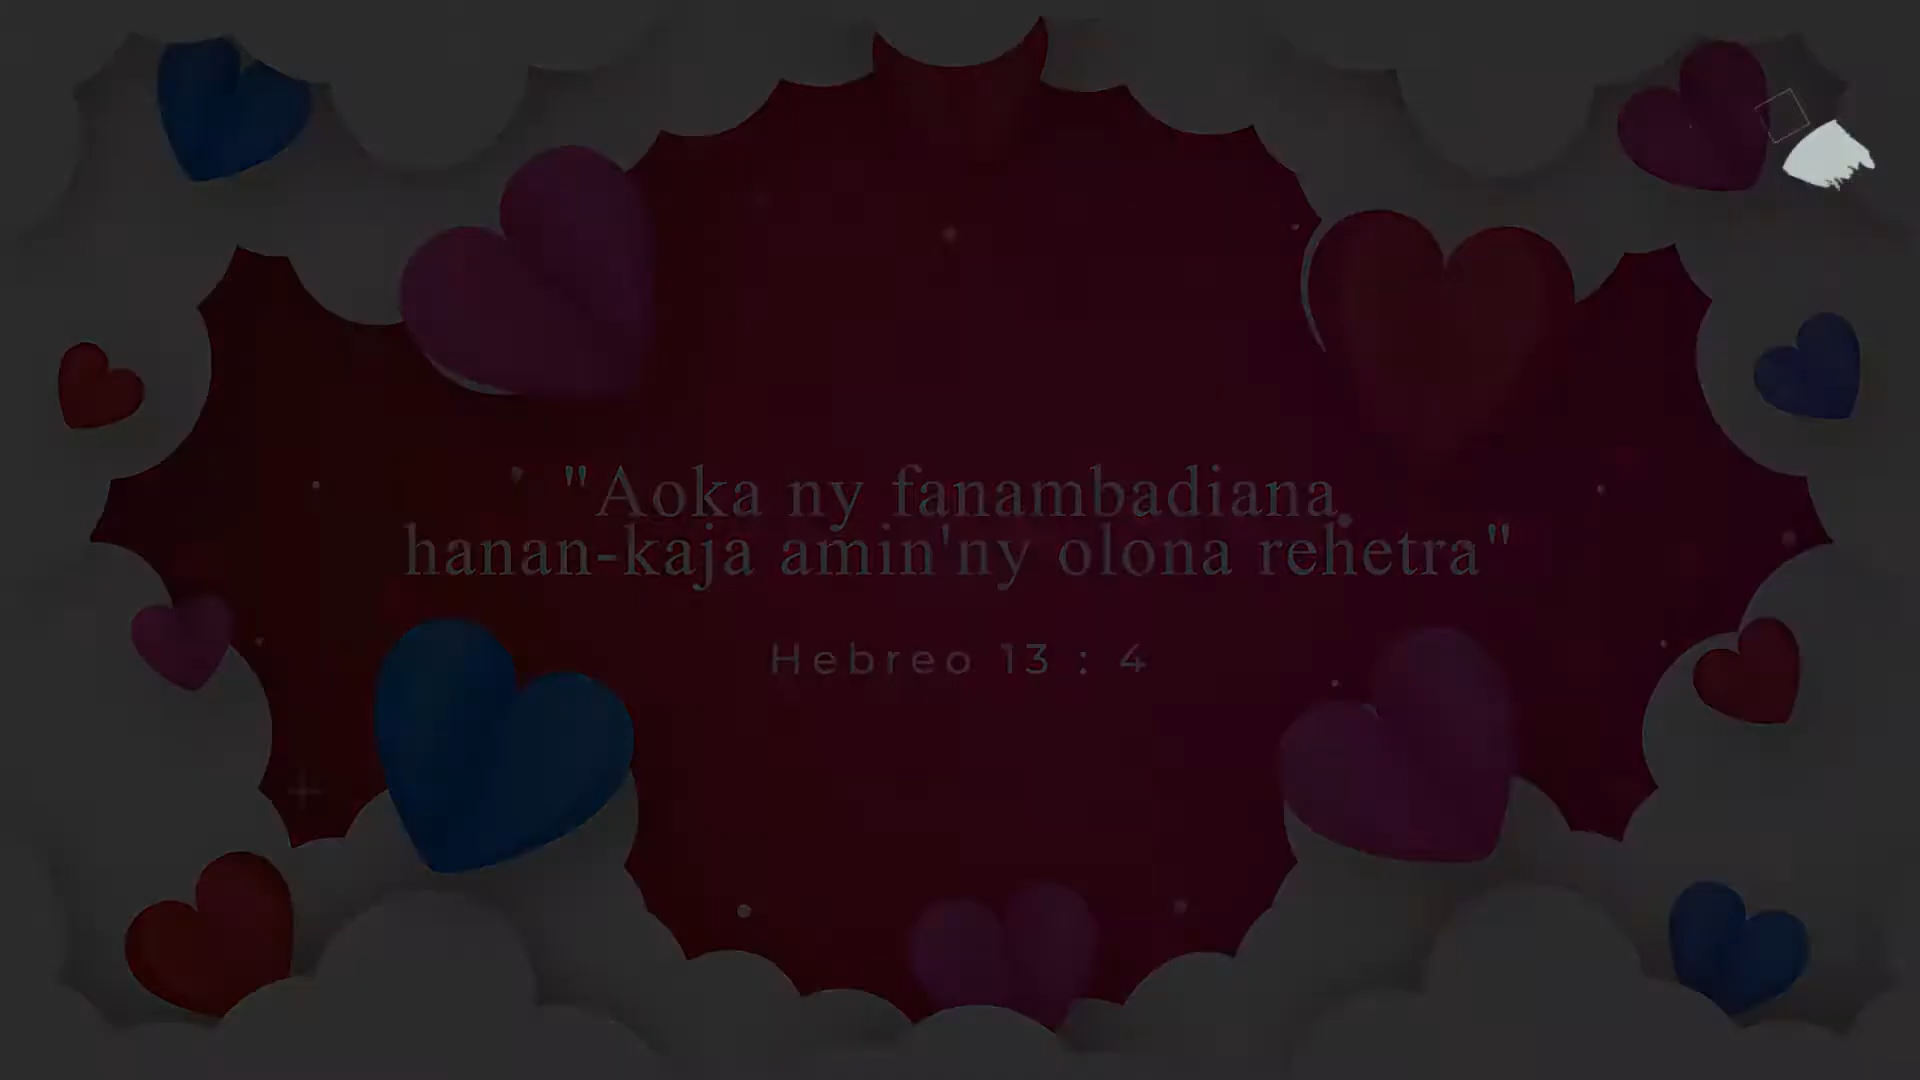 "Aoka ny fanambadiana
hanan-kaja amin'ny olona rehetra"
Hebreo 13 : 4